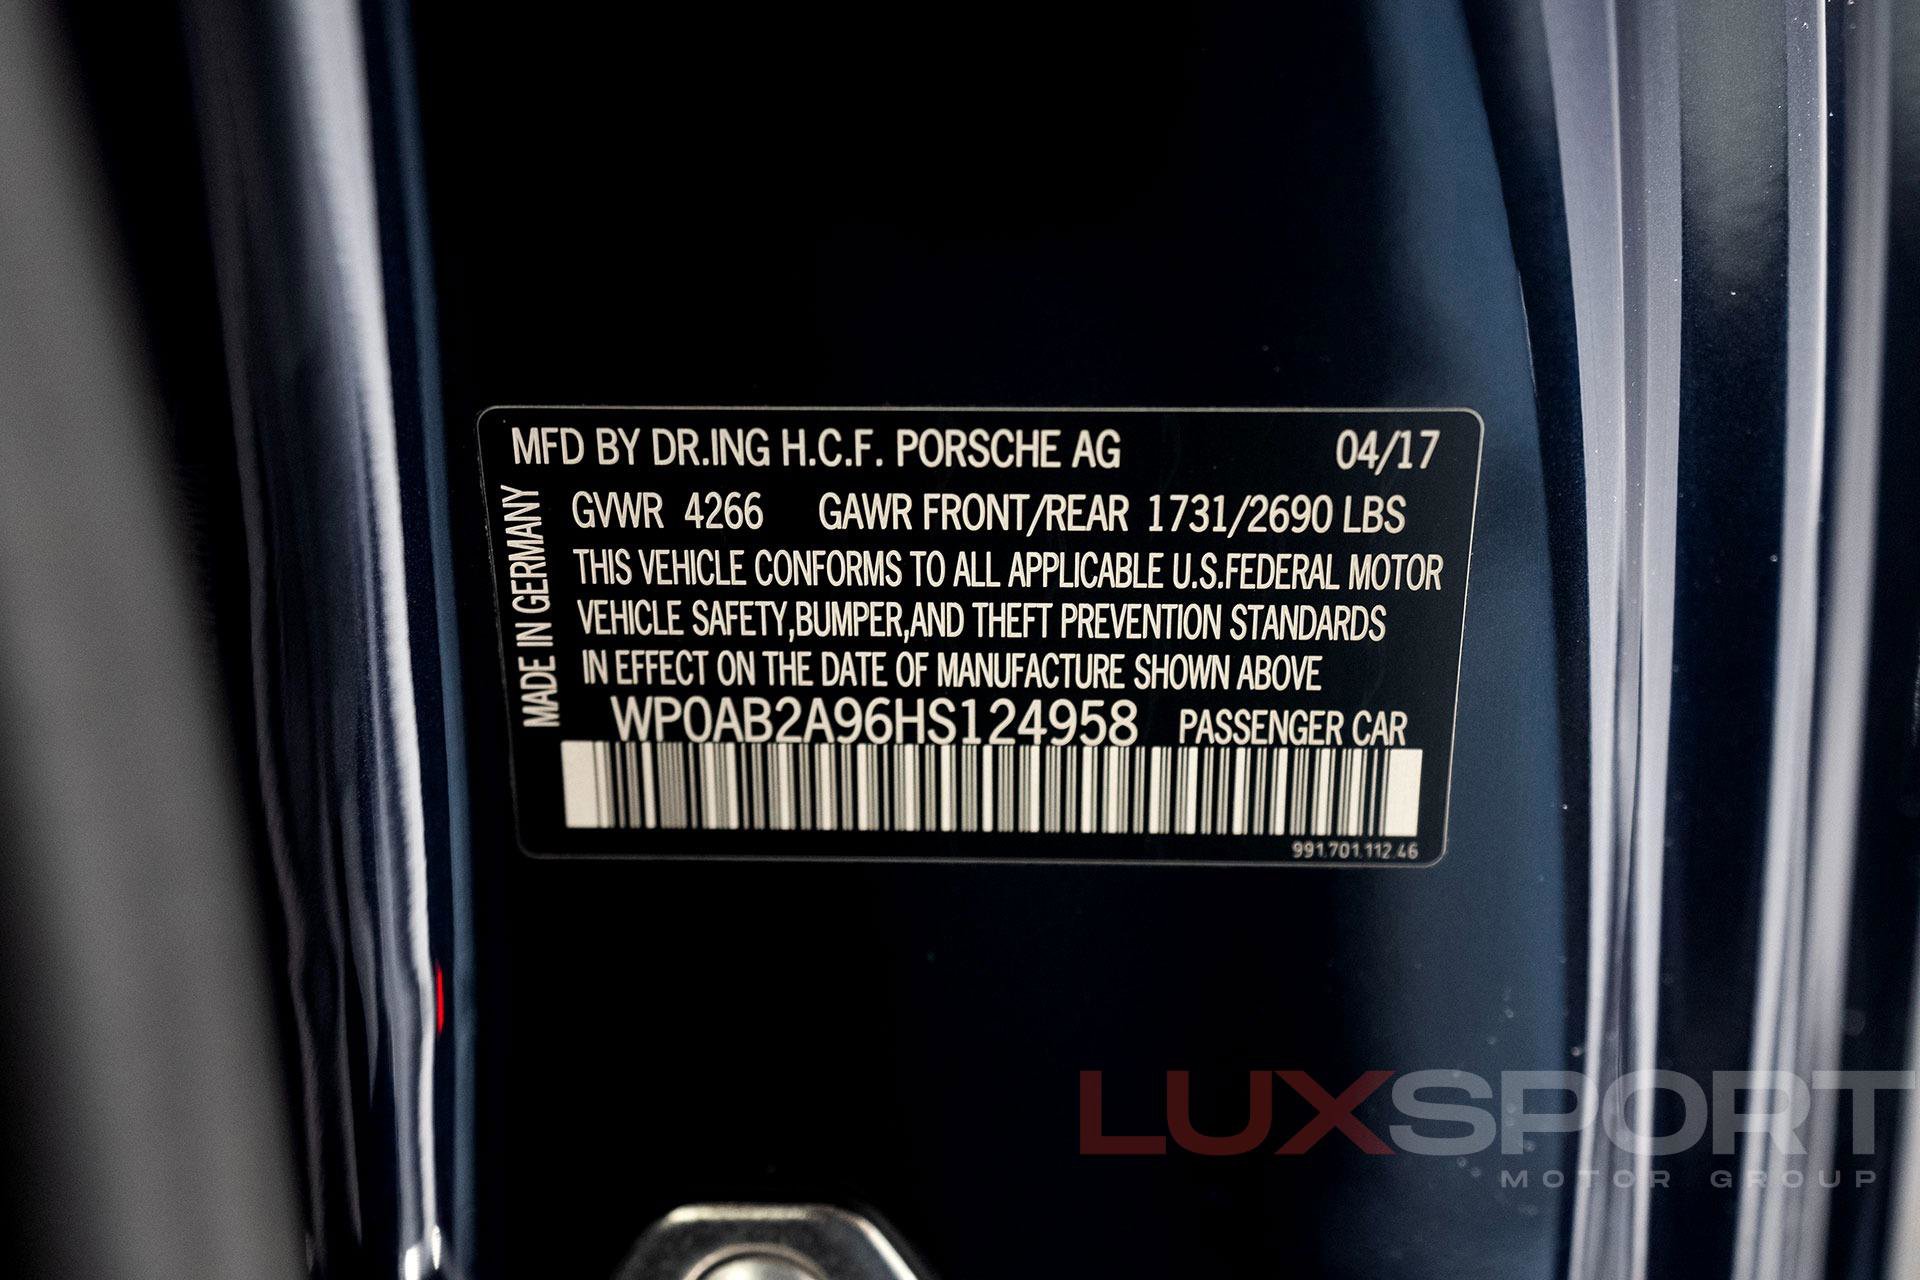 MFD BY DR.ING H.C.F. PORSCHE AG 04/17
GVWR 4266 GAWR FRONT/REAR 1731/2690 LBS
THIS VEHICLE CONFORMS TO ALL APPLICABLE U.S.FEDERAL MOTOR
VEHICLE SAFETY,BUMPER,AND THEFT PREVENTION STANDARDS
IN EFFECT ON THE DATE OF MANUFACTURE SHOWN ABOVE
WP0AB2A96HS124958 PASSENGER CAR
991.701.112.46
MADE IN GERMANY
LUXSPORT
MOTOR GROUP